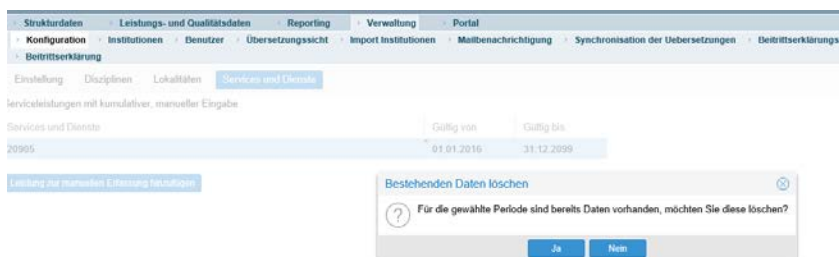 Strukturdaten Leistungs- und Qualitätsdaten Reporting Verwaltung Portal
Konfiguration Institutionen Benutzer Übersetzungssicht Import Institutionen Mailbenachrichtigung Synchronisation der Uebersetzungen Beitrittserklärungs
Beitrittserklärung
Einstellung Disziplinen Lokalitäten Services und Dienste
Serviceleistungen mit kumulativer, manueller Eingabe
Services und Dienste Gültig von Gültig bis
20905 01.01.2016 31.12.2099
Leistung zur manuellen Erfassung hinzufügen
Bestehenden Daten löschen
Für die gewählte Periode sind bereits Daten vorhanden, möchten Sie diese löschen?
Ja Nein